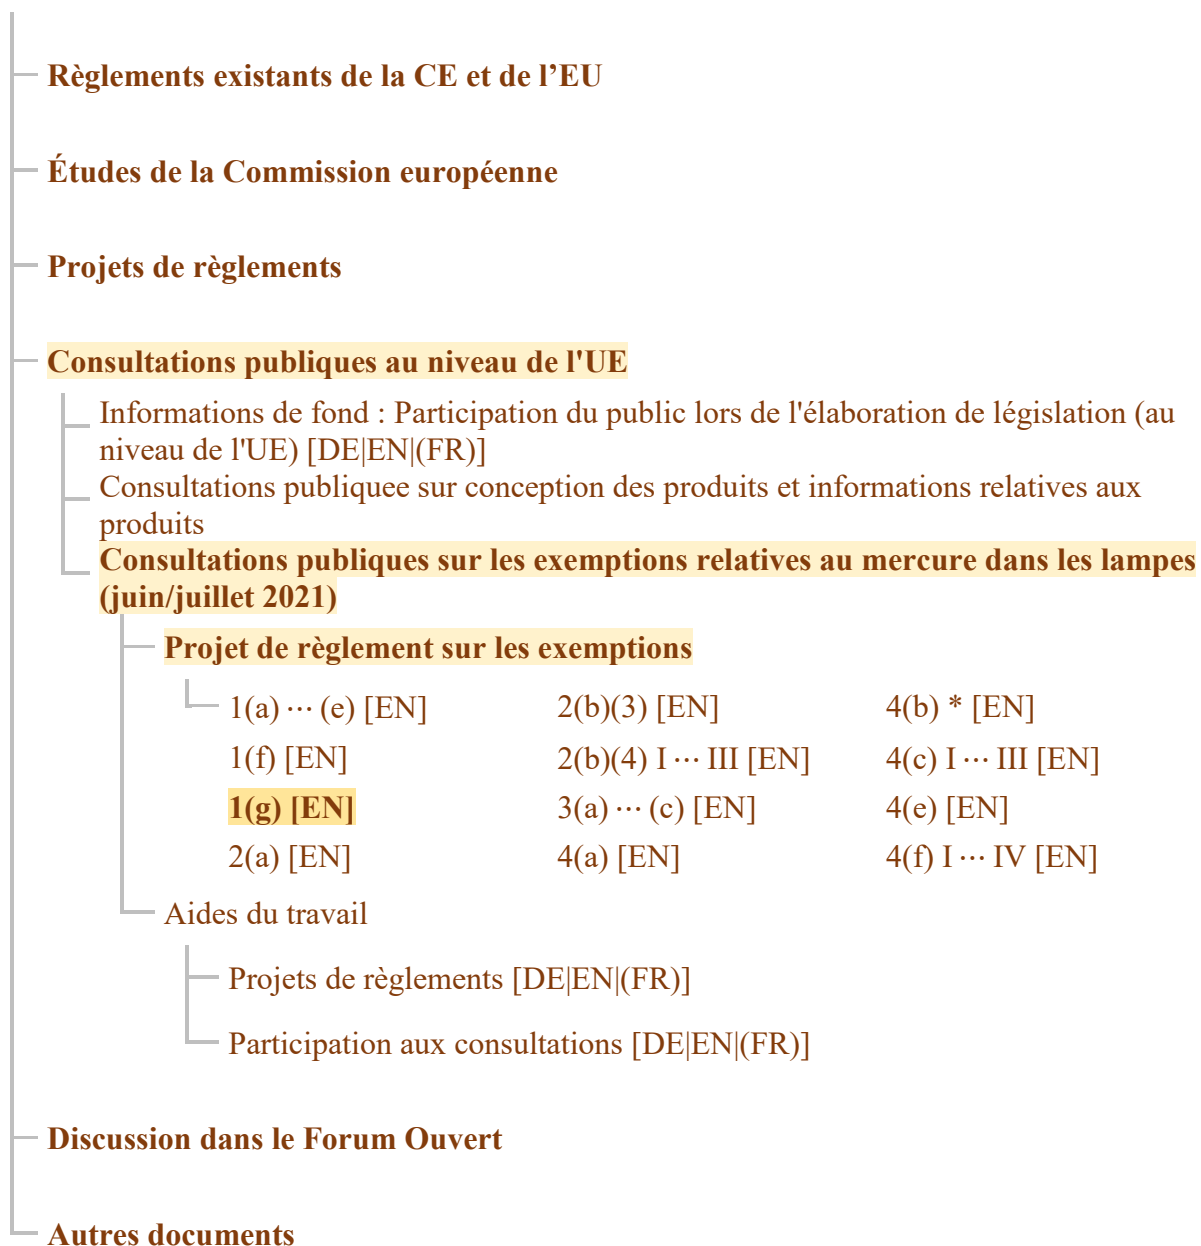 Règlements existants de la CE et de l’EU
Études de la Commission européenne
Projets de règlements
Consultations publiques au niveau de l'UE
Informations de fond : Participation du public lors de l'élaboration de législation (au
niveau de l'UE) [DE|EN|(FR)]
Consultations publiquee sur conception des produits et informations relatives aux
produits
Consultations publiques sur les exemptions relatives au mercure dans les lampes
(juin/juillet 2021)
Projet de règlement sur les exemptions
1(a) ··· (e) [EN] 2(b)(3) [EN] 4(b) * [EN]
1(f) [EN] 2(b)(4) I ··· III [EN] 4(c) I ··· III [EN]
1(g) [EN] 3(a) ··· (c) [EN] 4(e) [EN]
2(a) [EN] 4(a) [EN] 4(f) I ··· IV [EN]
Aides du travail
Projets de règlements [DE|EN|(FR)]
Participation aux consultations [DE|EN|(FR)]
Discussion dans le Forum Ouvert
Autres documents